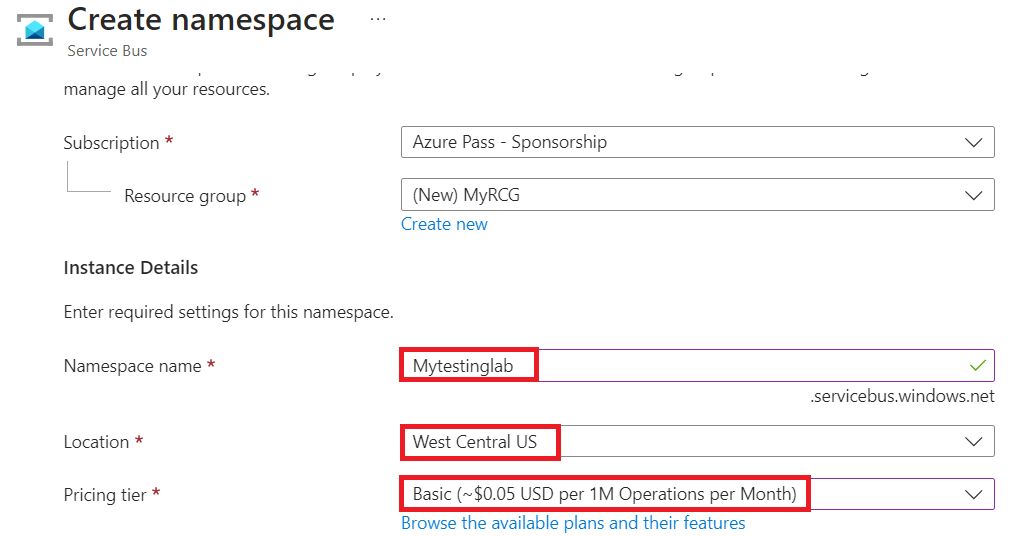 Create namespace
...
Service Bus
manage all your resources.
Subscription *
Azure Pass - Sponsorship
Resource group *
(New) MyRCG
Create new
Instance Details
Enter required settings for this namespace.
Namespace name *
Mytestinglab
.servicebus.windows.net
Location *
West Central US
Pricing tier *
Basic (~$0.05 USD per 1M Operations per Month)
Browse the available plans and their features